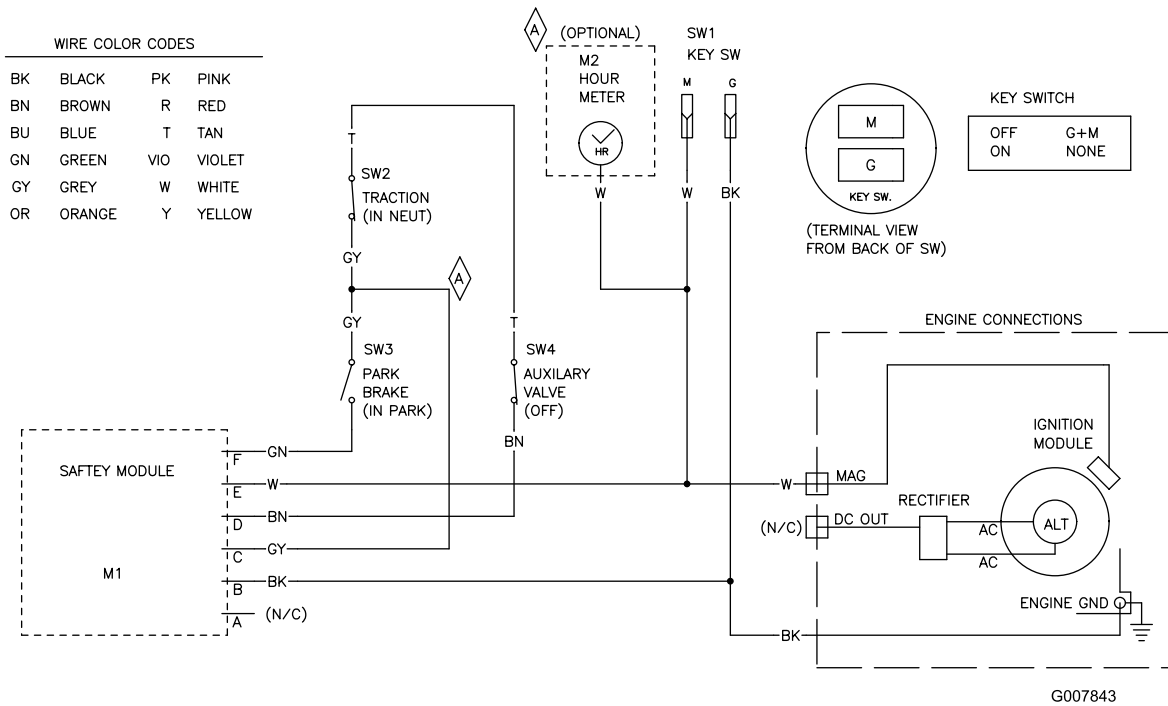 WIRE COLOR CODES
BK BLACK PK PINK
BN BROWN R RED
BU BLUE T TAN
GN GREEN VIO VIOLET
GY GREY W WHITE
OR ORANGE Y YELLOW
A
(OPTIONAL)
M2
HOUR
METER
HR
W
SW1
KEY SW
M G
W BK
M
G
KEY SW.
(TERMINAL VIEW
FROM BACK OF SW)
KEY SWITCH
OFF G+M
ON NONE
T
SW2
TRACTION
(IN NEUT)
GY
A
GY
SW3
PARK
BRAKE
(IN PARK)
T
SW4
AUXILARY
VALVE
(OFF)
BN
SAFTEY MODULE
M1
F GN
E W
D BN
C GY
B BK
A (N/C)
ENGINE CONNECTIONS
IGNITION
MODULE
W MAG
RECTIFIER
(N/C) DC OUT
AC
ALT
AC
ENGINE GND
BK
G007843